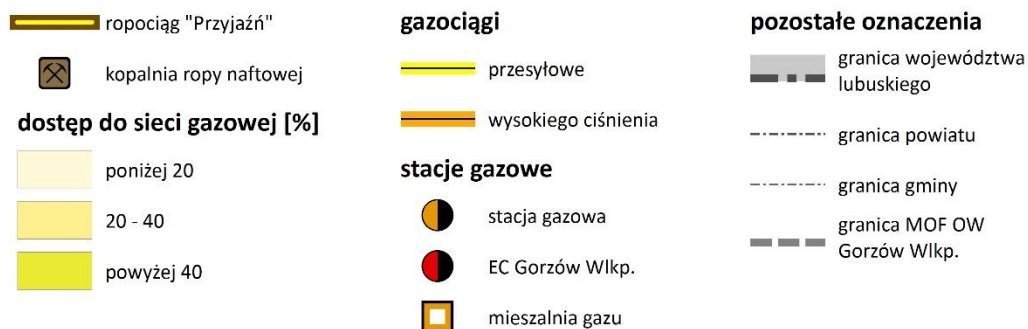 ropociąg "Przyjaźń"
kopalnia ropy naftowej
dostęp do sieci gazowej [%]
poniżej 20
20 - 40
powyżej 40
gazociągi
przesyłowe
wysokiego ciśnienia
stacje gazowe
stacja gazowa
EC Gorzów Wlkp.
mieszalnia gazu
pozostałe oznaczenia
granica województwa
lubuskiego
granica powiatu
granica gminy
granica MOF OW
Gorzów Wlkp.